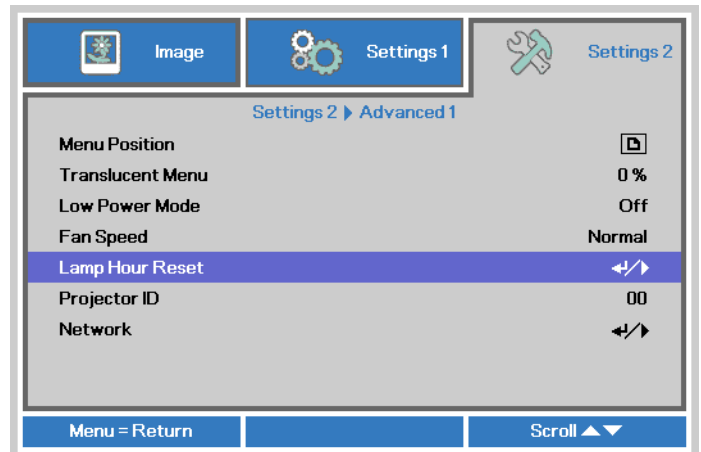 Image Settings 1 Settings 2
Settings 2 Advanced 1
Menu Position
Translucent Menu 0 %
Low Power Mode Off
Fan Speed Normal
Lamp Hour Reset
Projector ID 00
Network
Menu = Return Scroll